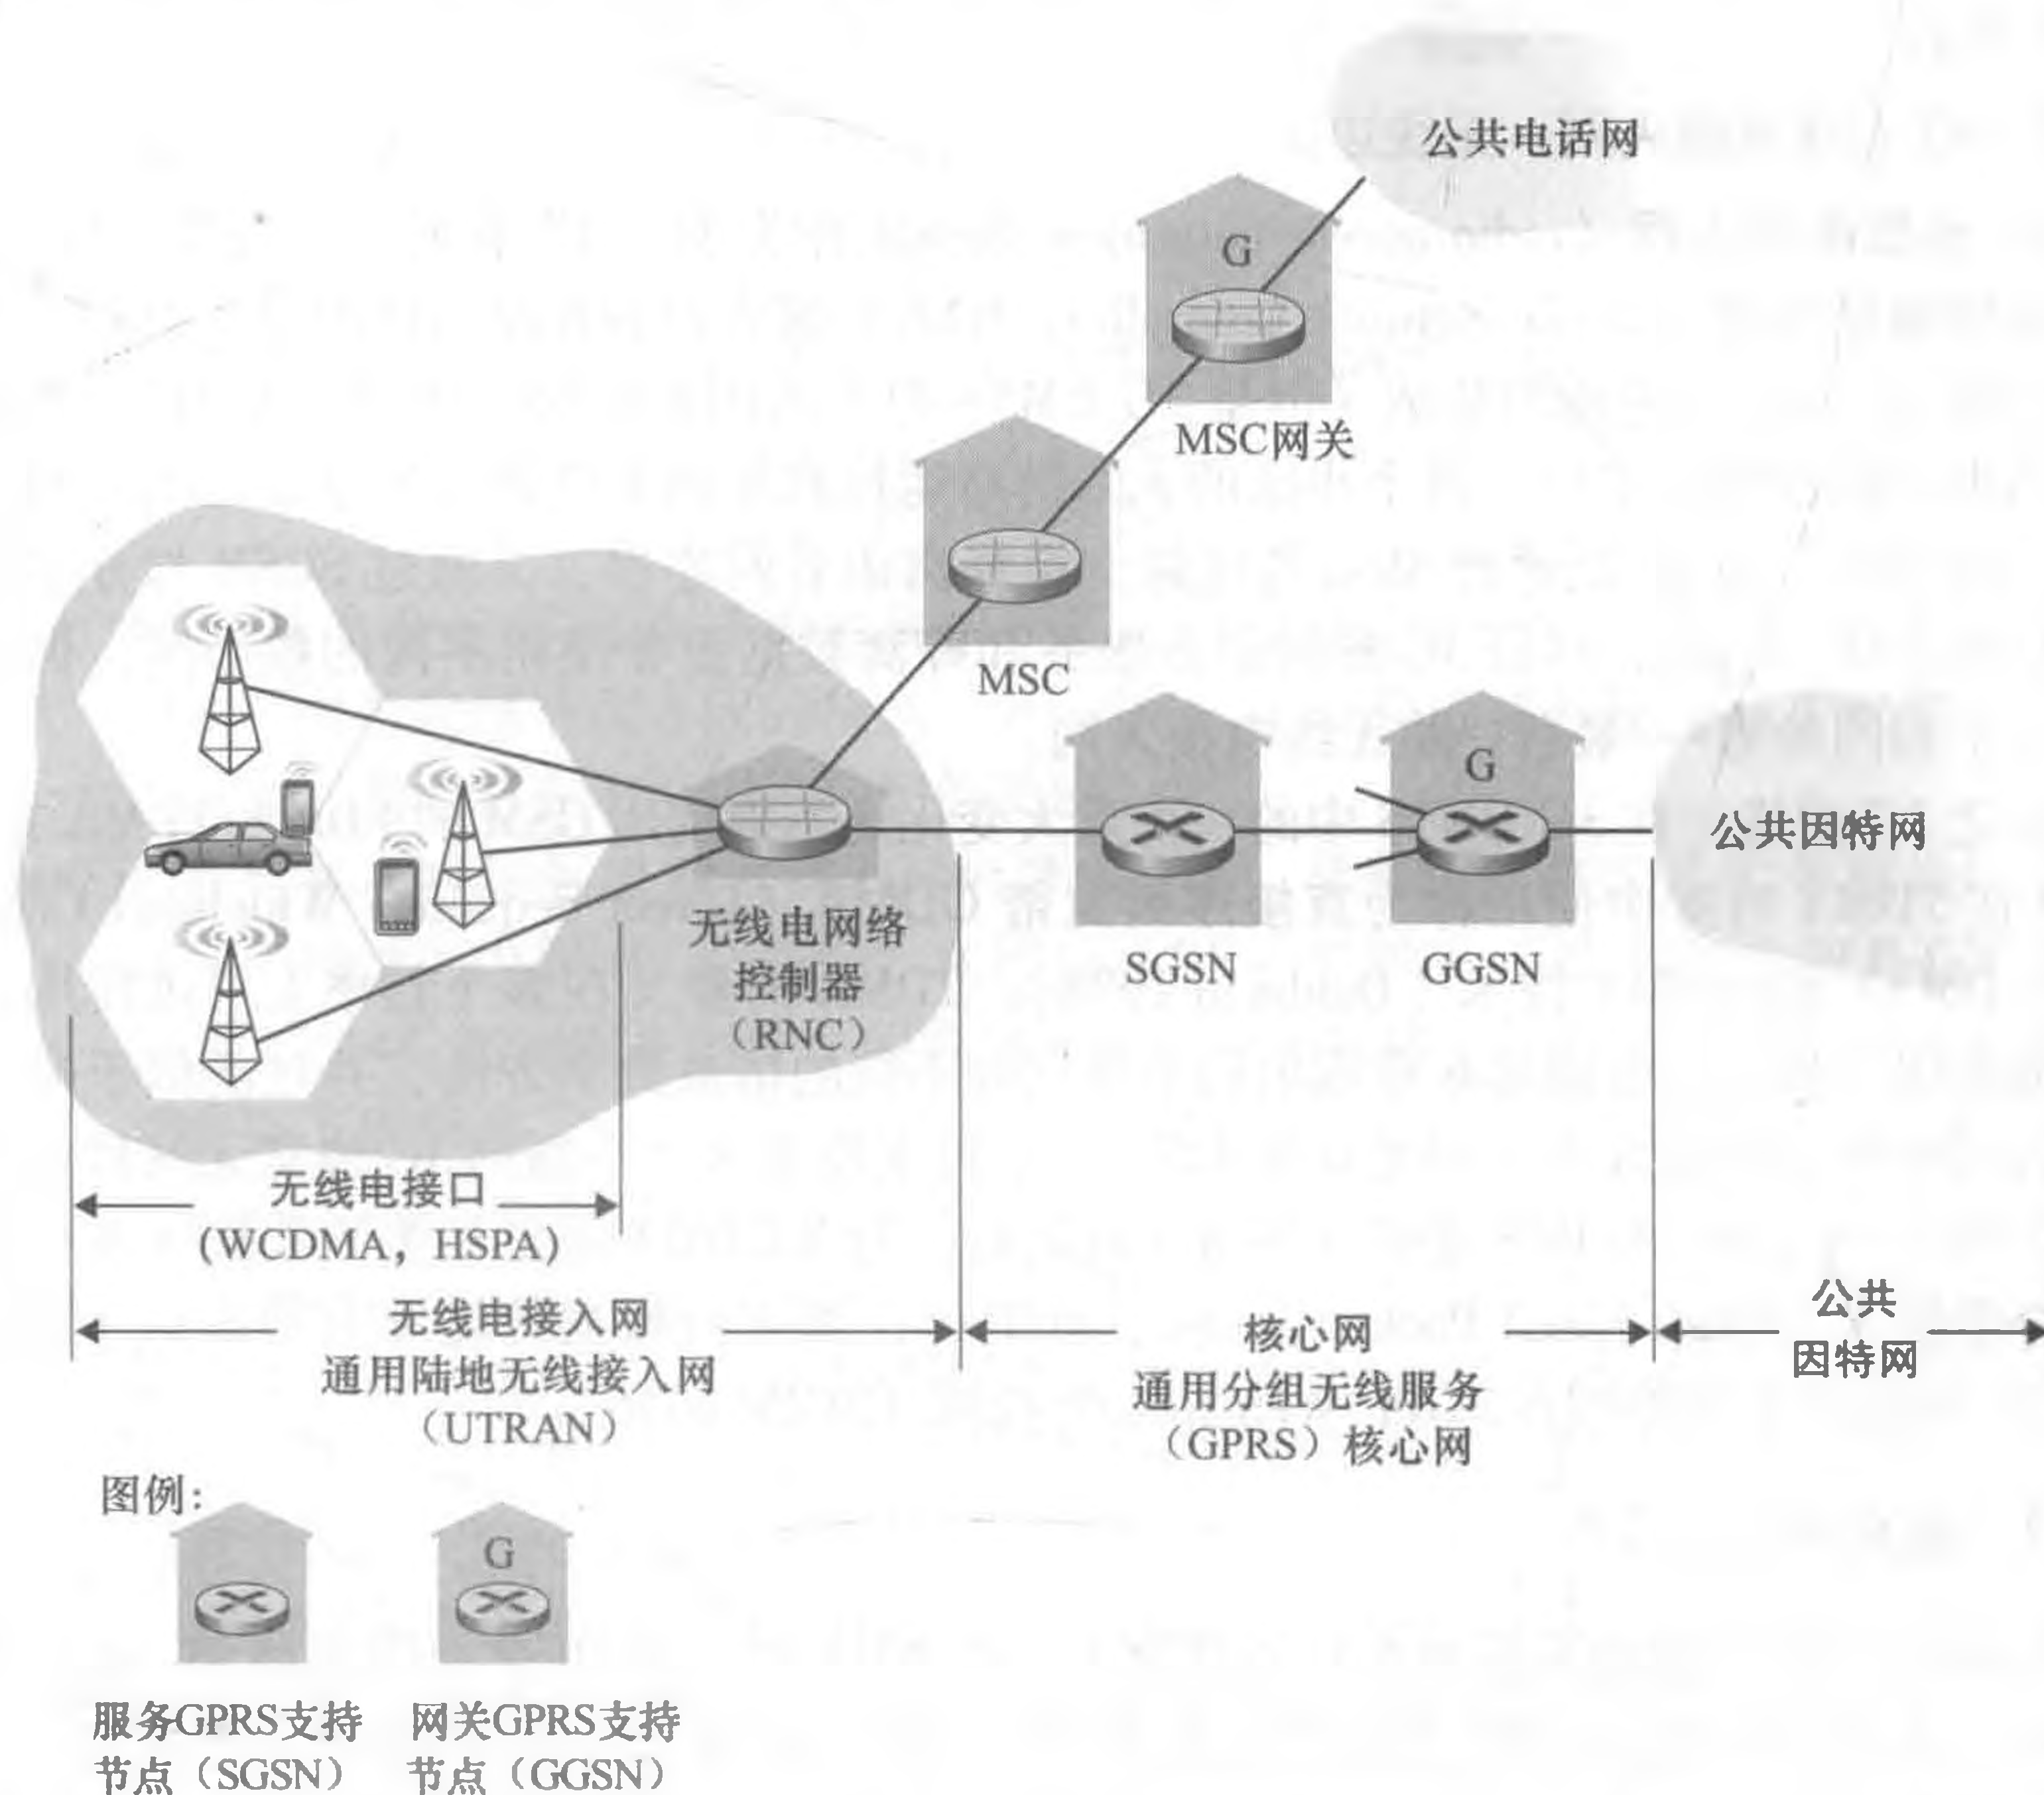 公共电话网
G
MSC网关
MSC
G
公共因特网
SGSN
GGSN
无线电网络
控制器
（RNC）
无线电接口
(WCDMA，HSPA)
无线电接入网
通用陆地无线接入网
（UTRAN）
核心网
通用分组无线服务
（GPRS）核心网
公共
因特网
图例：
G
服务GPRS支持
节点（SGSN）
网关GPRS支持
节点（GGSN）